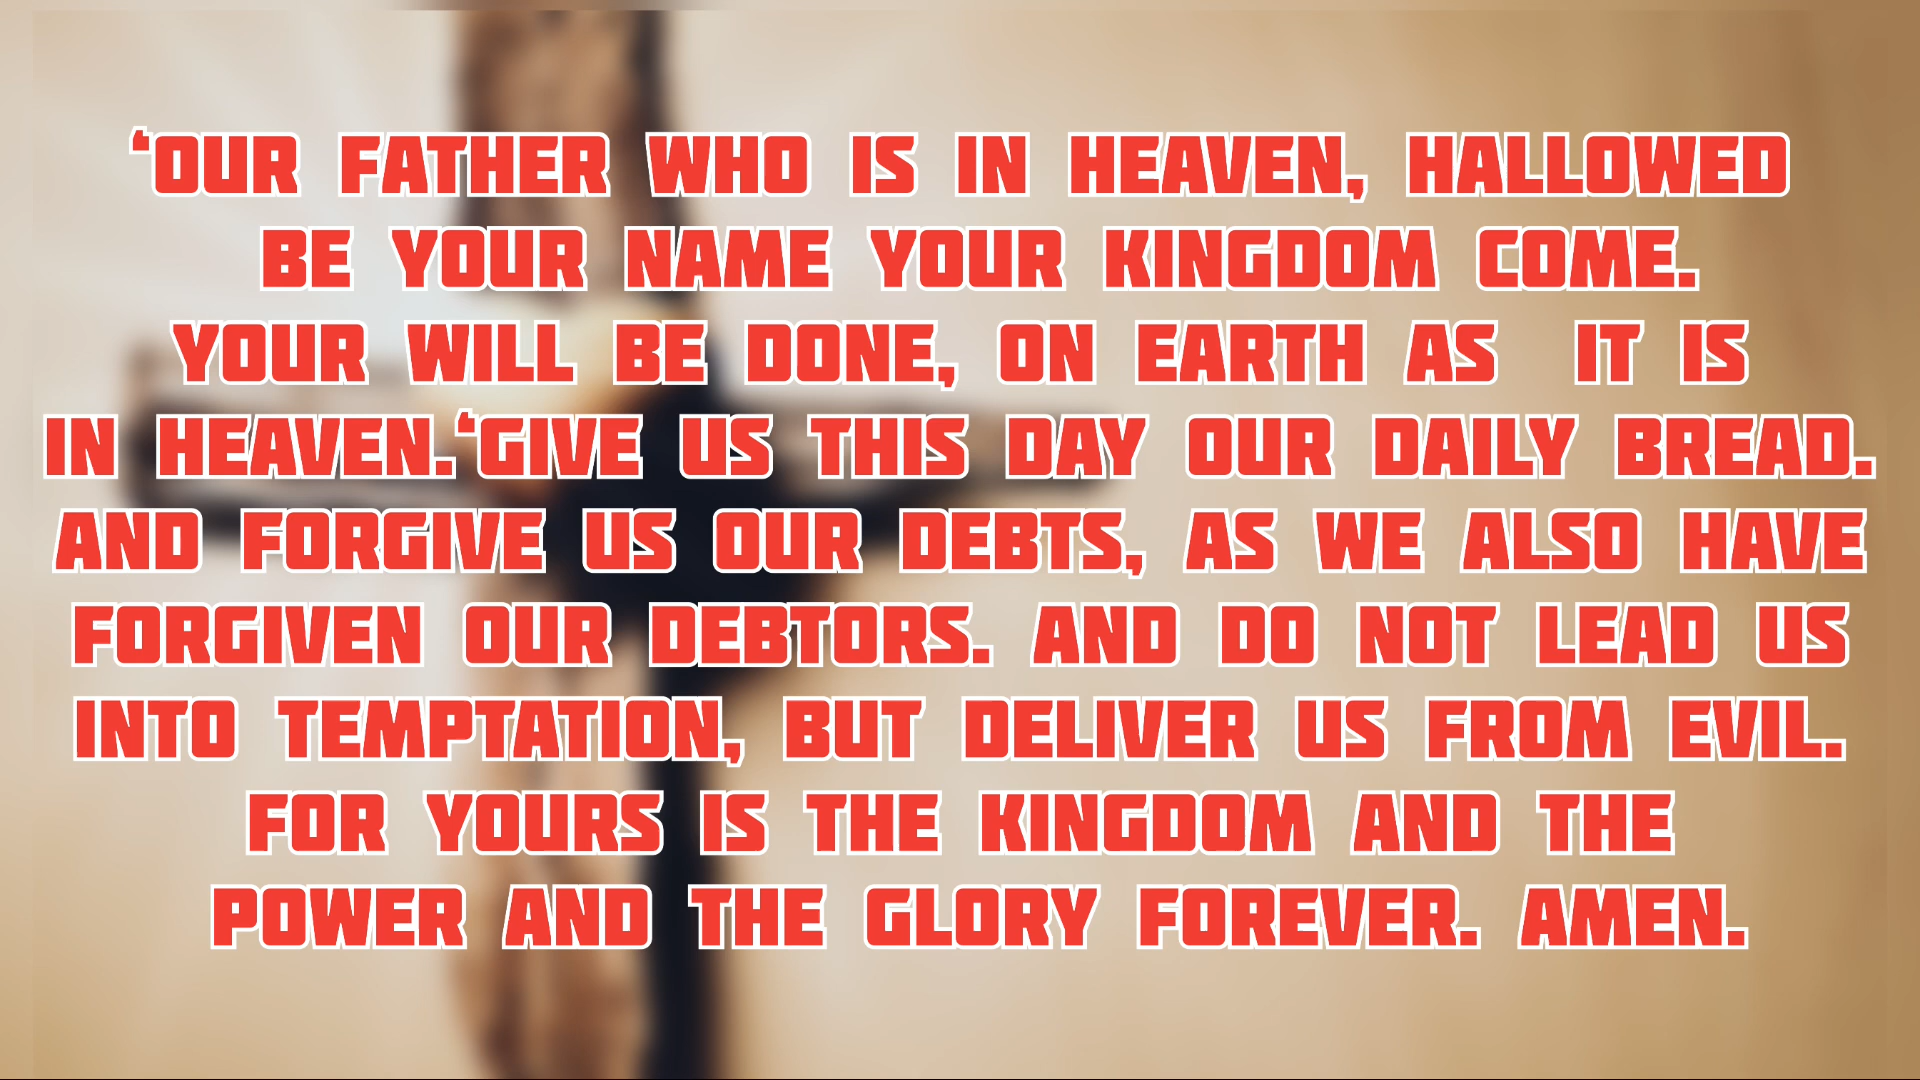 ‘OUR FATHER WHO IS IN HEAVEN, HALLOWED
BE YOUR NAME YOUR KINGDOM COME.
YOUR WILL BE DONE, ON EARTH AS IT IS
IN HEAVEN.‘GIVE US THIS DAY OUR DAILY BREAD.
AND FORGIVE US OUR DEBTS, AS WE ALSO HAVE
FORGIVEN OUR DEBTORS. AND DO NOT LEAD US
INTO TEMPTATION, BUT DELIVER US FROM EVIL.
FOR YOURS IS THE KINGDOM AND THE
POWER AND THE GLORY FOREVER. AMEN.